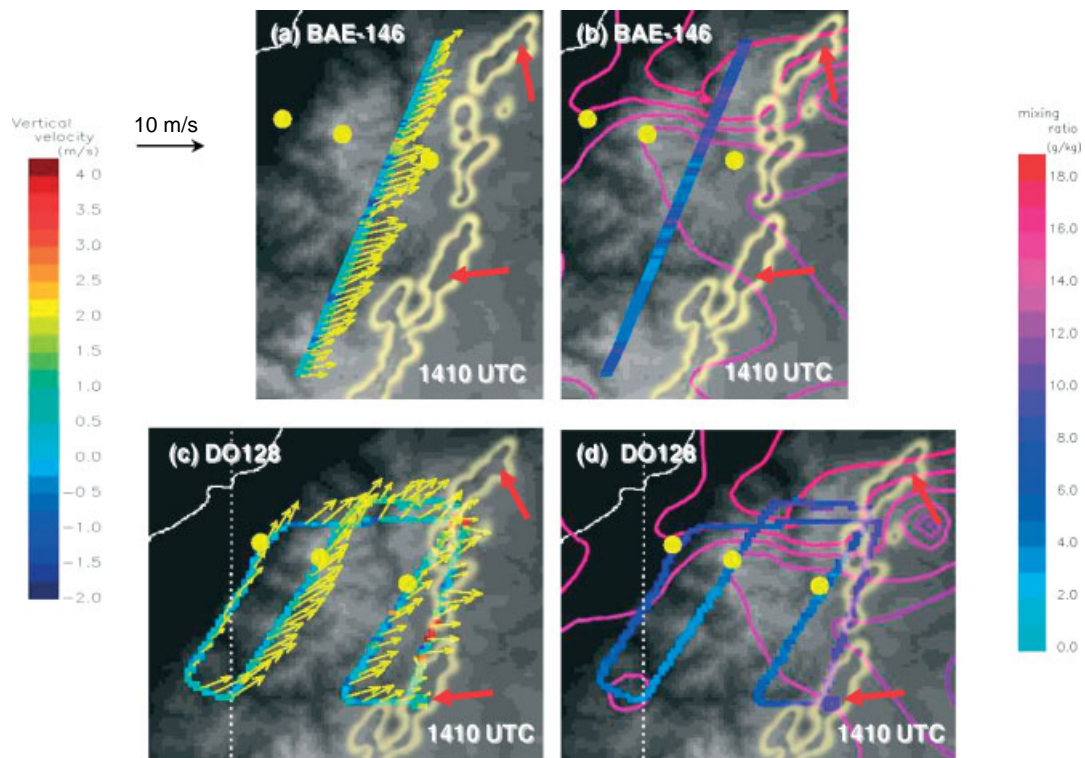 (a) BAE-146
(b) BAE-146
Vertical
velocity
(m/s)
10 m/s
4.0
3.0
2.5
2.0
1.5
1.0
0.5
0.0
-0.5
-1.0
-1.5
-2.0
mixing
ratio
(g/kg)
18.0
16.0
14.0
12.0
10.0
8.0
6.0
4.0
2.0
0.0
1410 UTC
1410 UTC
(c) DO128
(d) DO128
1410 UTC
1410 UTC